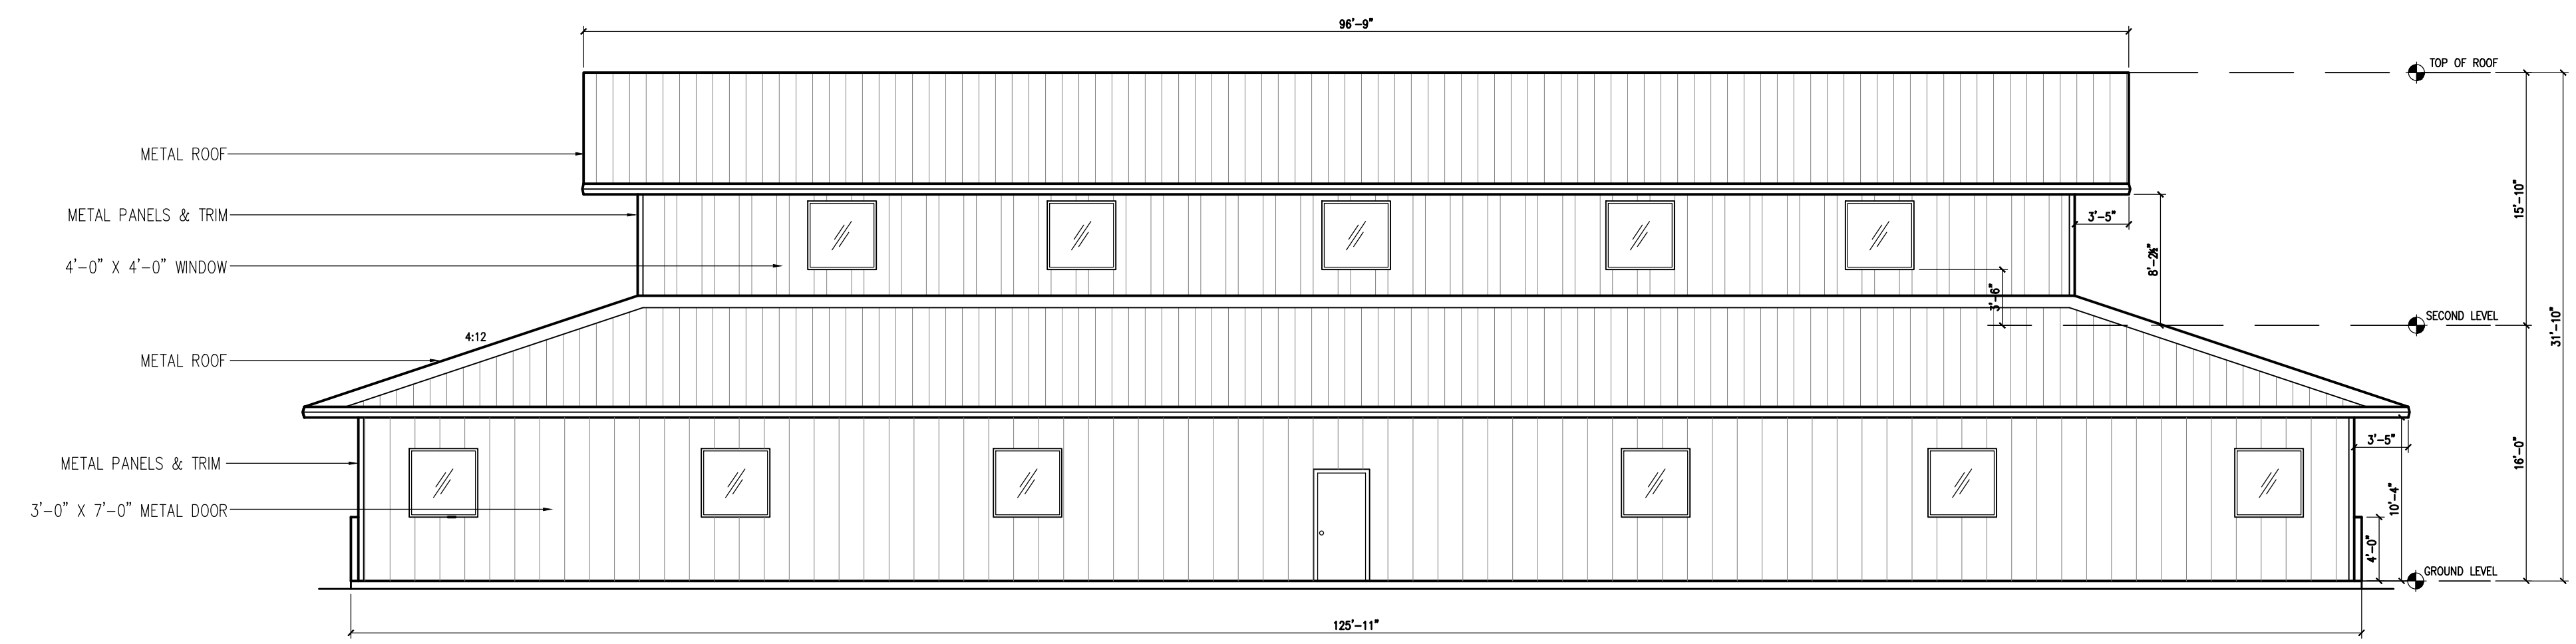 96'-9"
TOP OF ROOF
METAL ROOF
15'-10"
METAL PANELS & TRIM
3'-5"
4'-0" X 4'-0" WINDOW
8'-2½"
3'-6"
SECOND LEVEL
31'-10"
4:12
METAL ROOF
3'-5"
16'-0"
METAL PANELS & TRIM
10'-4"
3'-0" X 7'-0" METAL DOOR
4'-0"
GROUND LEVEL
125'-11"